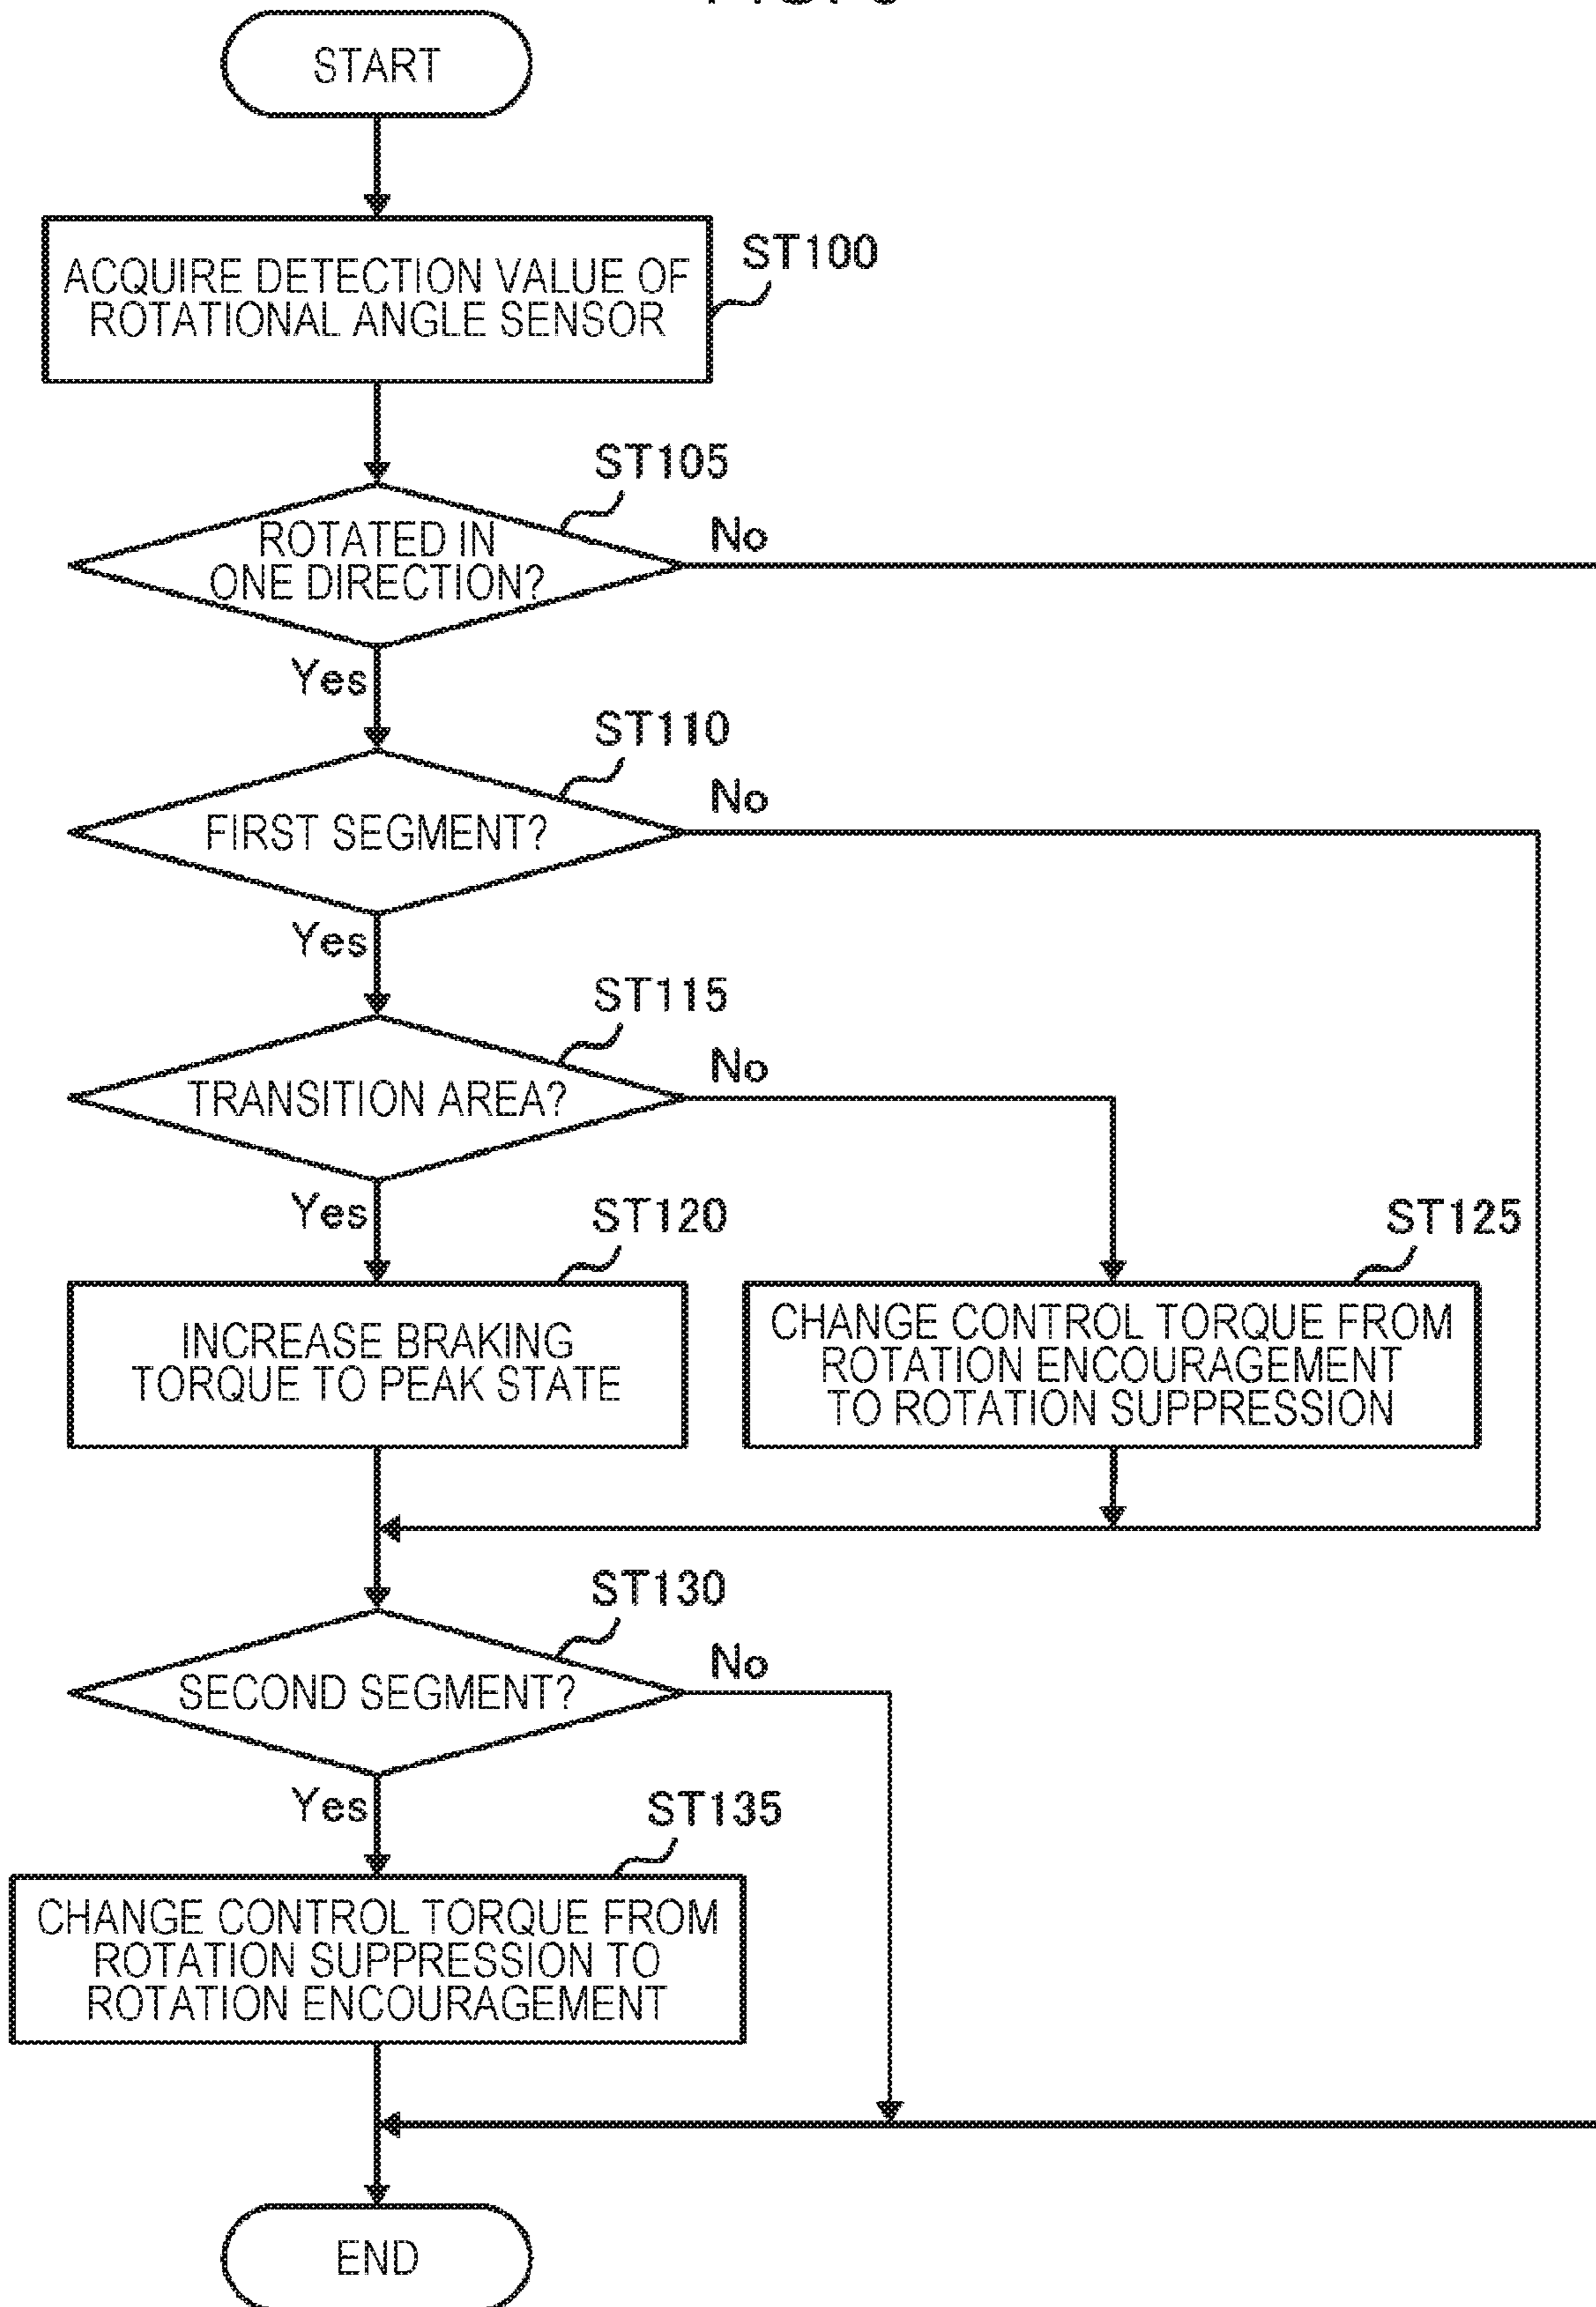 START
ACQUIRE DETECTION VALUE OF
ROTATIONAL ANGLE SENSOR
ST100
ST105
ROTATED IN
ONE DIRECTION?
No
Yes
ST110
FIRST SEGMENT?
No
Yes
ST115
TRANSITION AREA?
No
Yes
ST120
INCREASE BRAKING
TORQUE TO PEAK STATE
ST125
CHANGE CONTROL TORQUE FROM
ROTATION ENCOURAGEMENT
TO ROTATION SUPPRESSION
ST130
SECOND SEGMENT?
No
Yes
ST135
CHANGE CONTROL TORQUE FROM
ROTATION SUPPRESSION TO
ROTATION ENCOURAGEMENT
END